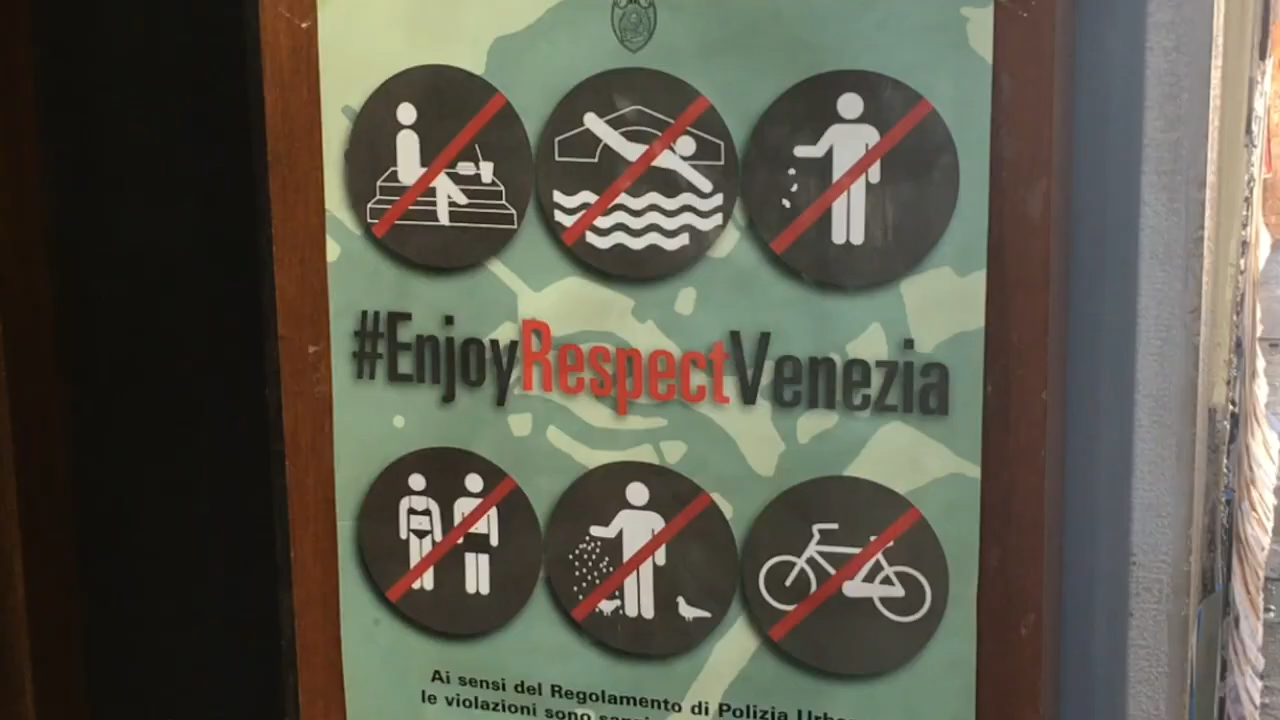 #EnjoyRespectVenezia
Ai sensi del Regolamento di Polizia
le violazioni sono